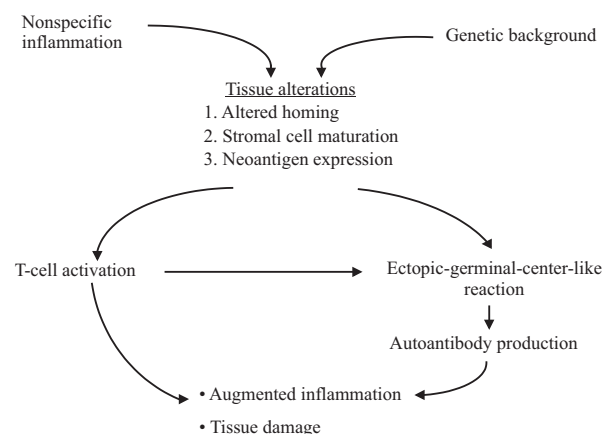 Nonspecific
inflammation
Genetic background
Tissue alterations
1. Altered homing
2. Stromal cell maturation
3. Neoantigen expression
T-cell activation
Ectopic-germinal-center-like
reaction
Autoantibody production
• Augmented inflammation
• Tissue damage